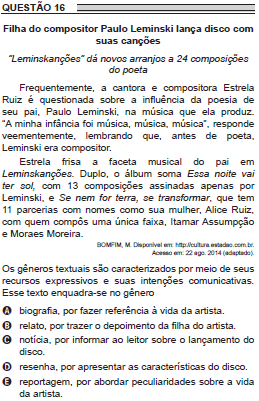 QUESTÃO 16
Filha do compositor Paulo Leminski lança disco com
suas canções
"Leminskanções" dá novos arranjos a 24 composições
do poeta
Frequentemente, a cantora e compositora Estrela
Ruiz é questionada sobre a influência da poesia de
seu pai, Paulo Leminski, na música que ela produz.
"A minha infância foi música, música, música", responde
veementemente, lembrando que, antes de poeta,
Leminski era compositor.
Estrela frisa a faceta musical do pai em
Leminskanções. Duplo, o álbum soma Essa noite vai
ter sol, com 13 composições assinadas apenas por
Leminski, e Se nem for terra, se transformar, que tem
11 parcerias com nomes como sua mulher, Alice Ruiz,
com quem compôs uma única faixa, Itamar Assumpção
e Moraes Moreira.
BOMFIM, M. Disponível em: http://cultura.estadao.com.br.
Acesso em: 22 ago. 2014 (adaptado).
Os gêneros textuais são caracterizados por meio de seus
recursos expressivos e suas intenções comunicativas.
Esse texto enquadra-se no gênero
A biografia, por fazer referência à vida da artista.
B relato, por trazer o depoimento da filha do artista.
C notícia, por informar ao leitor sobre o lançamento do
disco.
D resenha, por apresentar as características do disco.
E reportagem, por abordar peculiaridades sobre a vida
da artista.